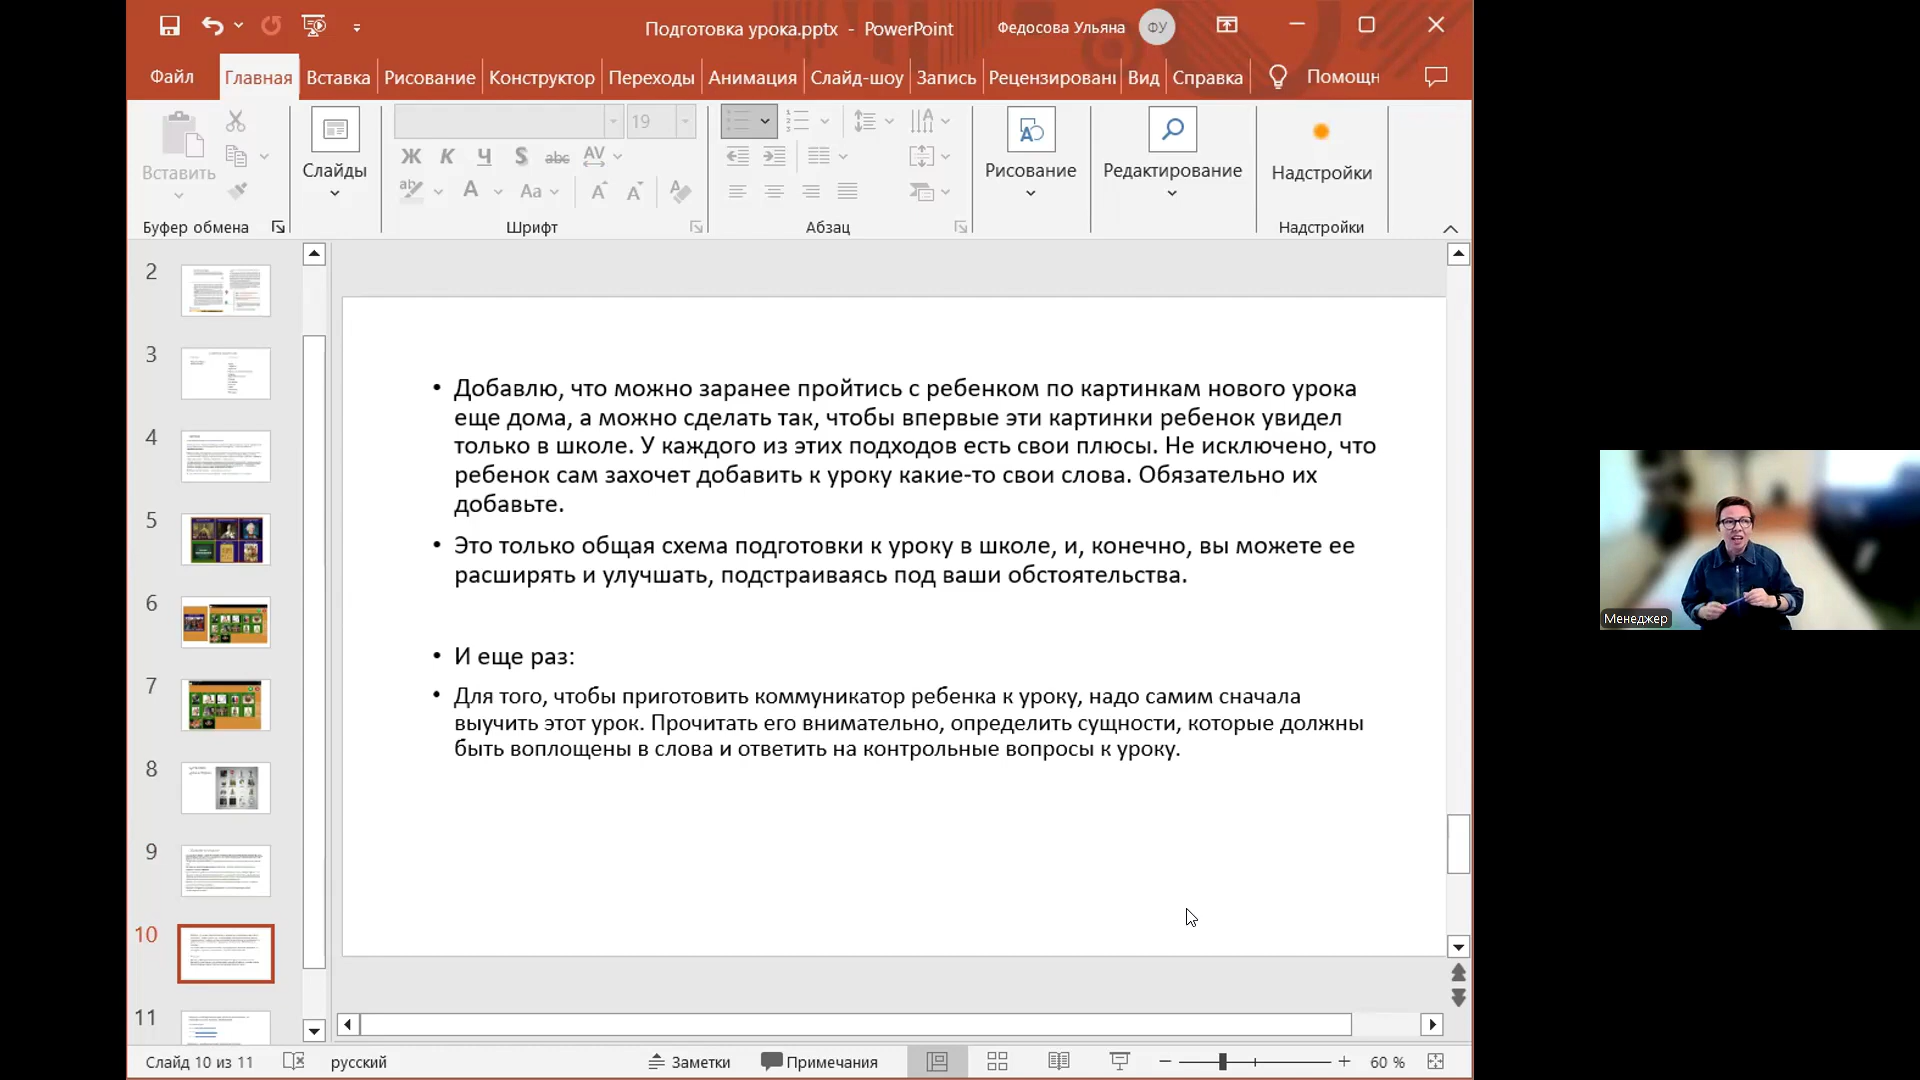 Подготовка урока.pptx - PowerPoint
Федосова Ульяна
ФУ
Файл
Главная
Вставка
Рисование
Конструктор
Переходы
Анимация
Слайд-шоу
Запись
Рецензировани
Вид
Справка
Помощн
Вставить
Буфер обмена
Слайды
19
Ж К Ч S abc AV
ab A Aa A A A
Шрифт
Абзац
Рисование
Редактирование
Надстройки
Надстройки
2
3
4
5
6
7
8
9
10
11
• Добавлю, что можно заранее пройтись с ребенком по картинкам нового урока
еще дома, а можно сделать так, чтобы впервые эти картинки ребенок увидел
только в школе. У каждого из этих подходов есть свои плюсы. Не исключено, что
ребенок сам захочет добавить к уроку какие-то свои слова. Обязательно их
добавьте.
• Это только общая схема подготовки к уроку в школе, и, конечно, вы можете ее
расширять и улучшать, подстраиваясь под ваши обстоятельства.
• И еще раз:
• Для того, чтобы приготовить коммуникатор ребенка к уроку, надо самим сначала
выучить этот урок. Прочитать его внимательно, определить сущности, которые должны
быть воплощены в слова и ответить на контрольные вопросы к уроку.
Менеджер
Слайд 10 из 11
русский
Заметки
Примечания
60 %